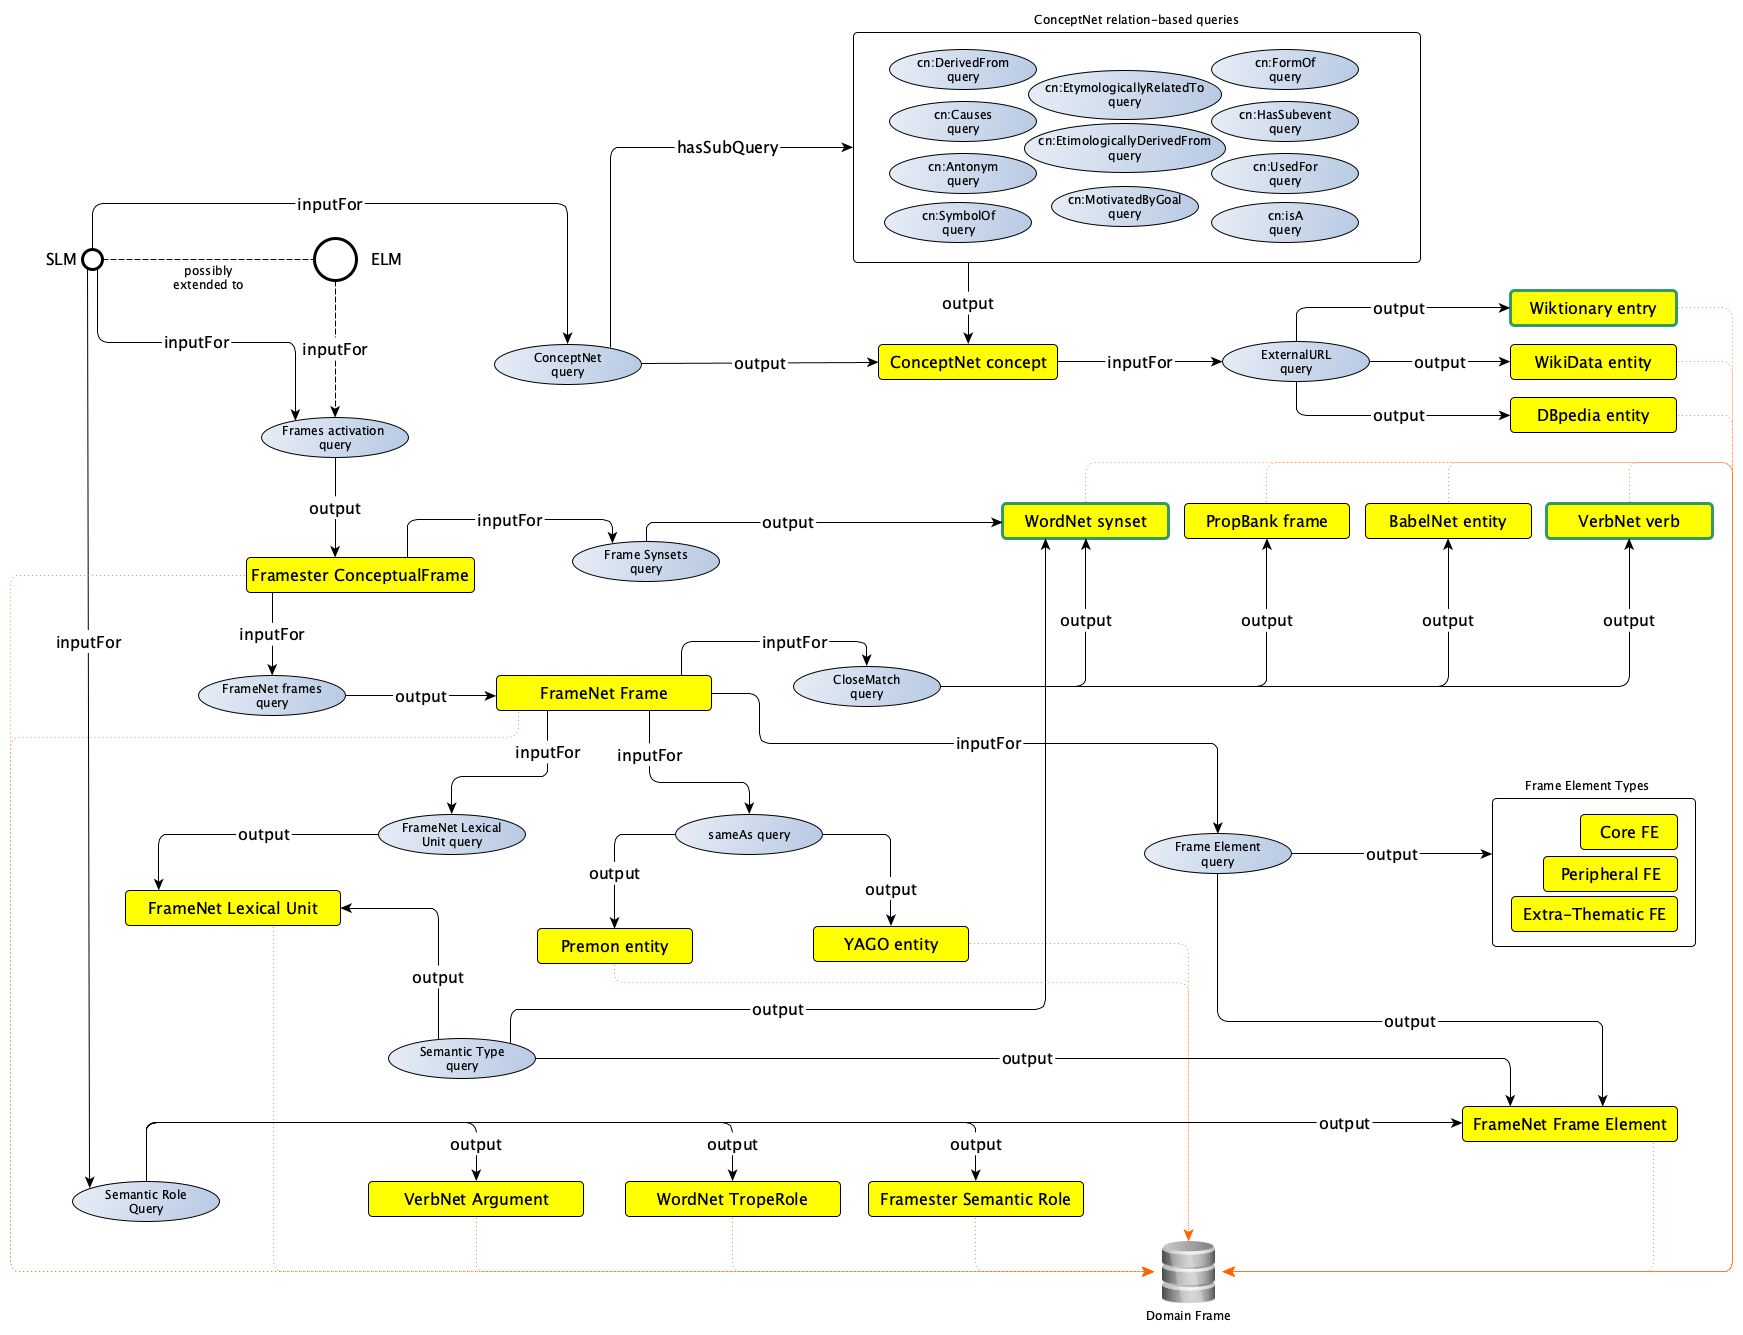 ConceptNet relation-based queries
cn:DerivedFrom
query
cn:EtymologicallyRelatedTo
query
cn:FormOf
query
cn:Causes
query
cn:EtimologicallyDerivedFrom
query
cn:HasSubevent
query
cn:Antonym
query
cn:MotivatedByGoal
query
cn:UsedFor
query
cn:SymbolOf
query
cn:isA
query
hasSubQuery
inputFor
SLM
possibly
extended to
ELM
inputFor
inputFor
output
ConceptNet
query
output
ConceptNet concept
inputFor
ExternalURL
query
output
Wiktionary entry
output
WikiData entity
output
DBpedia entity
Frames activation
query
output
Framester ConceptualFrame
inputFor
Frame Synsets
query
output
WordNet synset
PropBank frame
BabelNet entity
VerbNet verb
inputFor
inputFor
FrameNet frames
query
output
FrameNet Frame
inputFor
CloseMatch
query
output
output
output
output
inputFor
inputFor
inputFor
FrameNet Lexical
Unit query
output
FrameNet Lexical Unit
sameAs query
output
output
Premon entity
YAGO entity
Frame Element
query
output
Frame Element Types
Core FE
Peripheral FE
Extra-Thematic FE
output
output
output
Semantic Type
query
output
FrameNet Frame Element
Semantic Role
Query
output
output
output
output
VerbNet Argument
WordNet TropeRole
Framester Semantic Role
Domain Frame